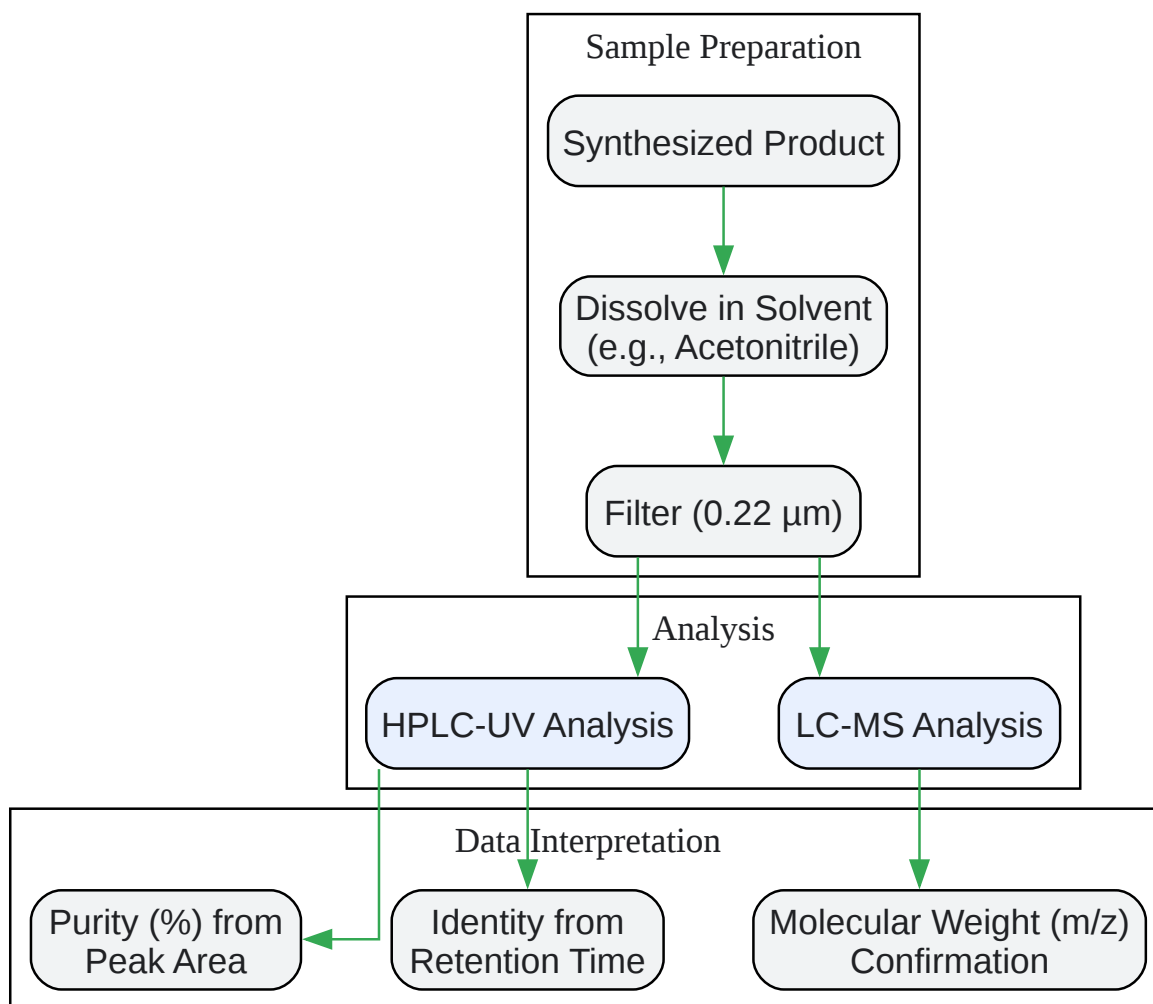 Sample Preparation
Synthesized Product
Dissolve in Solvent
(e.g., Acetonitrile)
Filter (0.22 µm)
Analysis
HPLC-UV Analysis
LC-MS Analysis
Data Interpretation
Purity (%) from
Peak Area
Identity from
Retention Time
Molecular Weight (m/z)
Confirmation